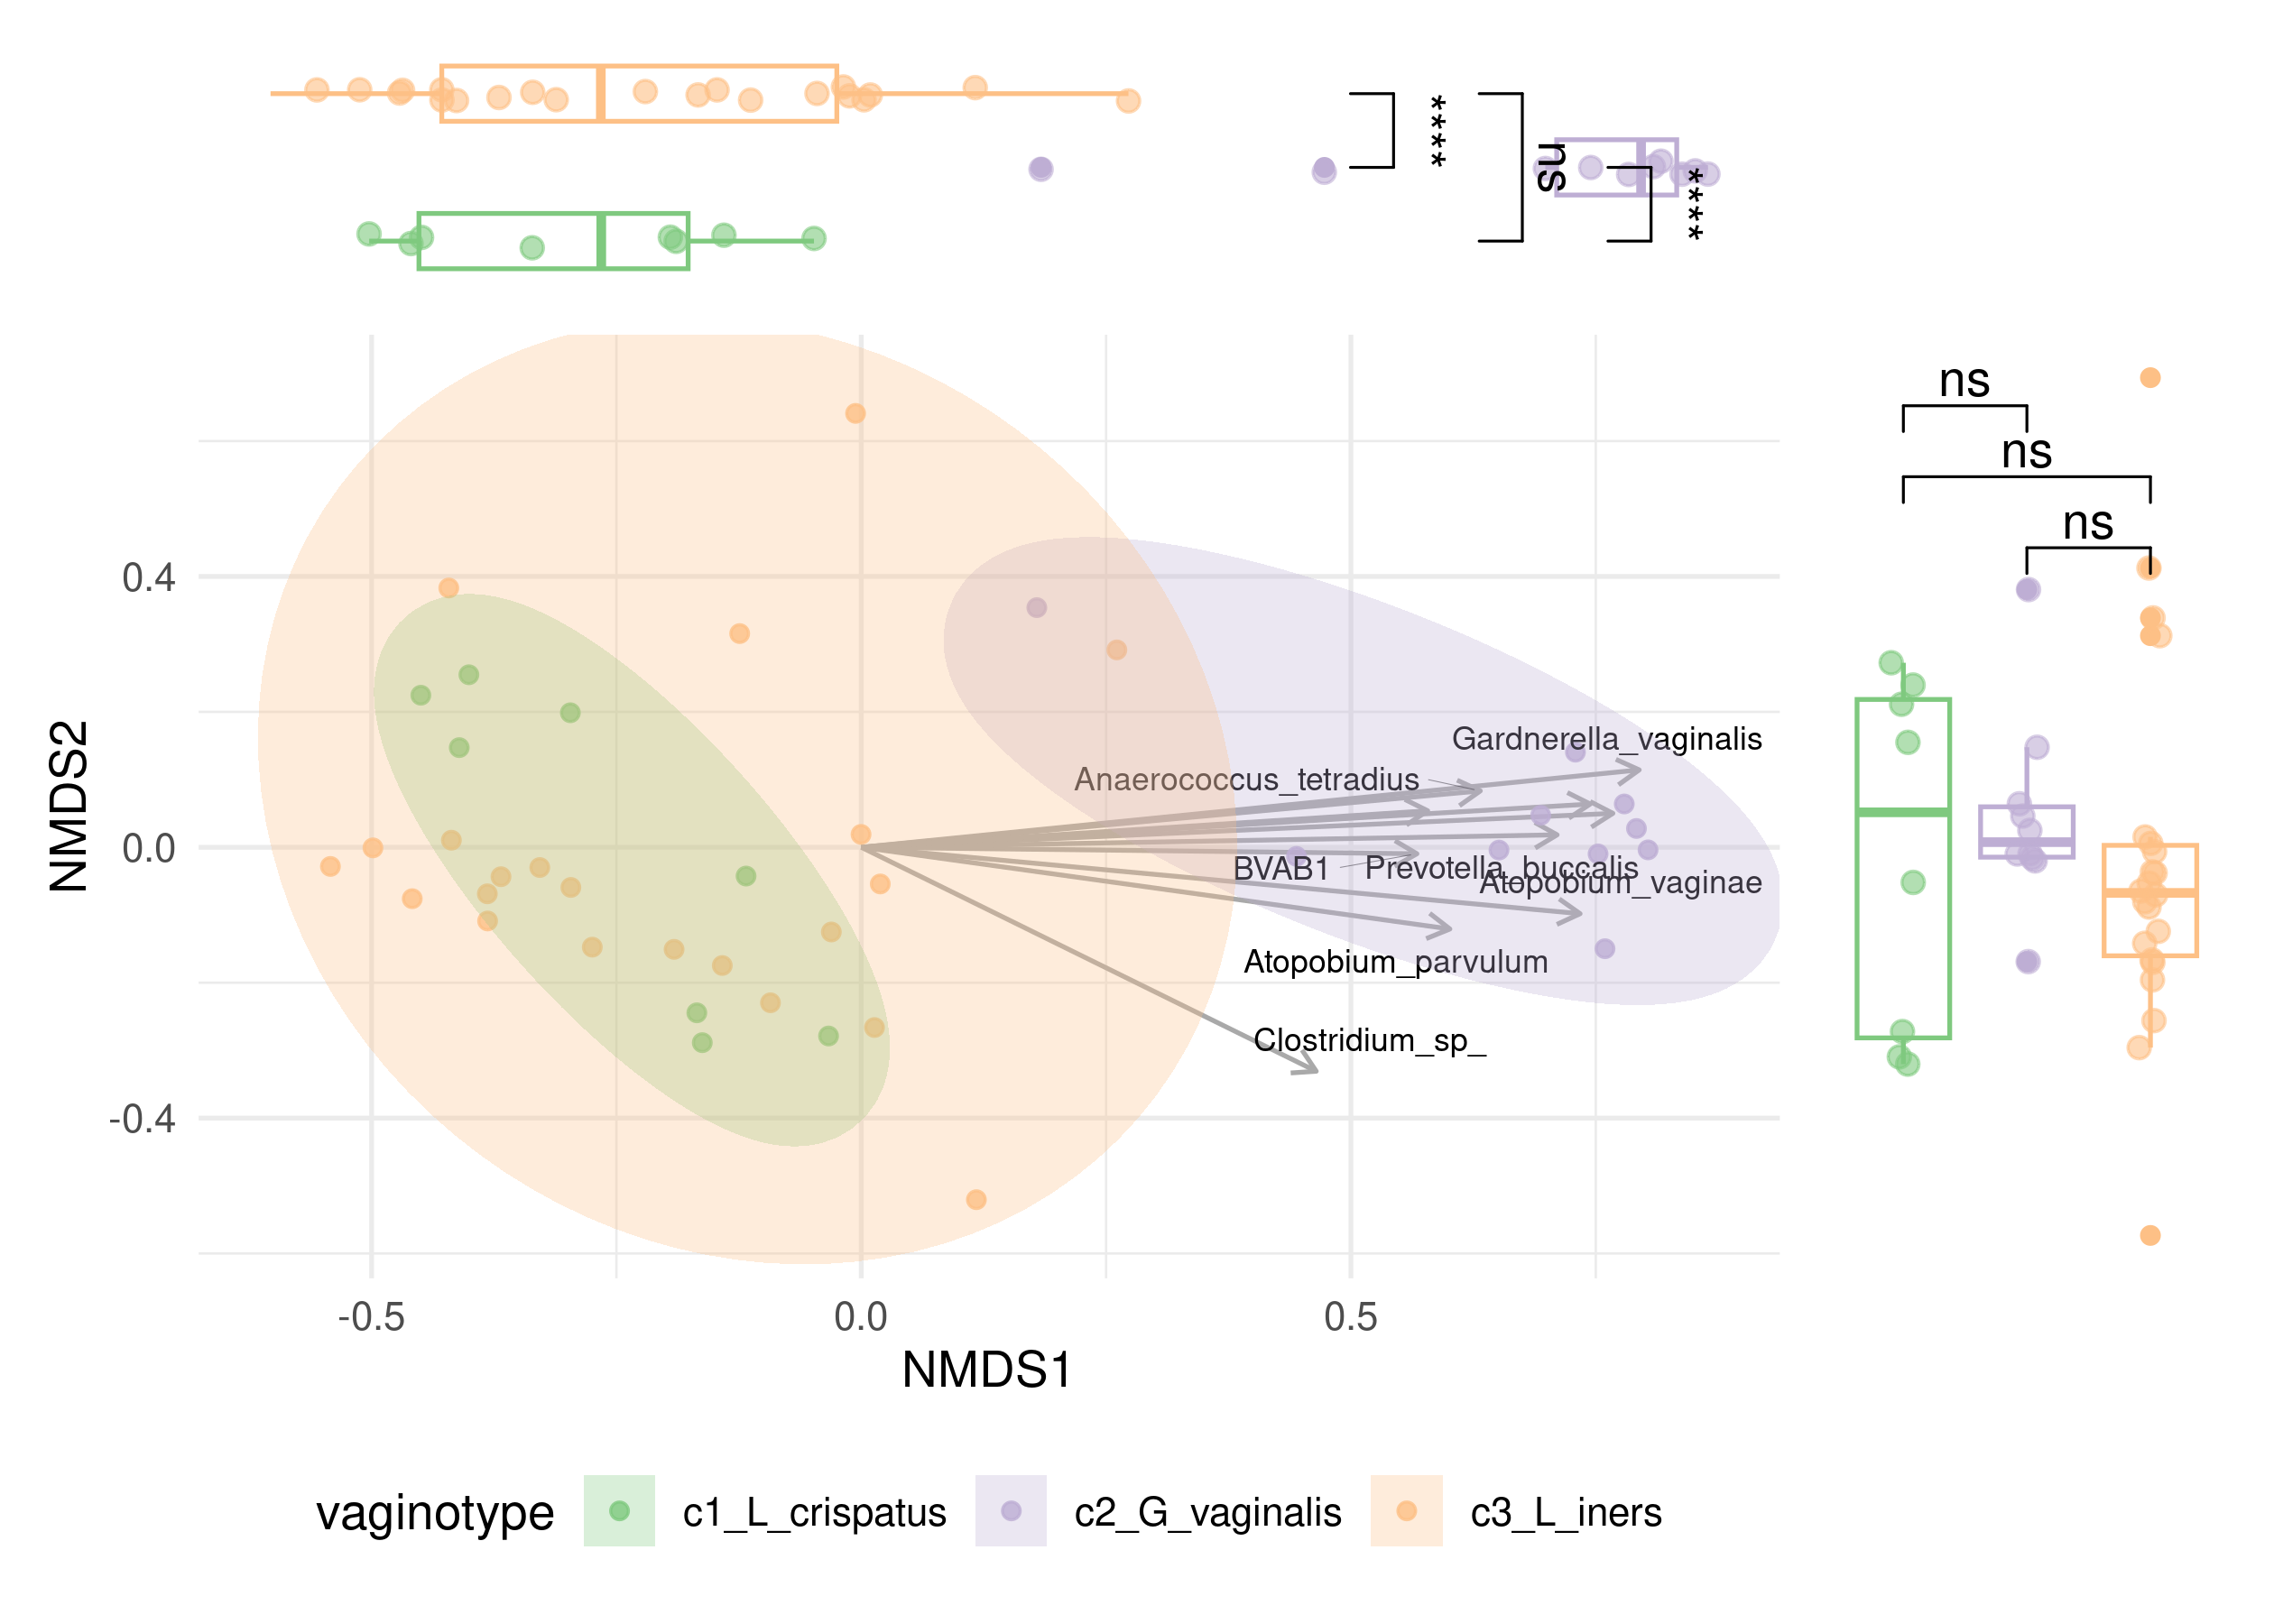 ****
ns
****
ns
ns
ns
0.4
0.0
-0.4
NMDS2
Gardnerella_vaginalis
Anaerococcus_tetradius
BVAB1
Prevotella_buccalis
Atopobium_vaginae
Atopobium_parvulum
Clostridium_sp_
-0.5 0.0 0.5
NMDS1
vaginotype c1_L_crispatus c2_G_vaginalis c3_L_iners